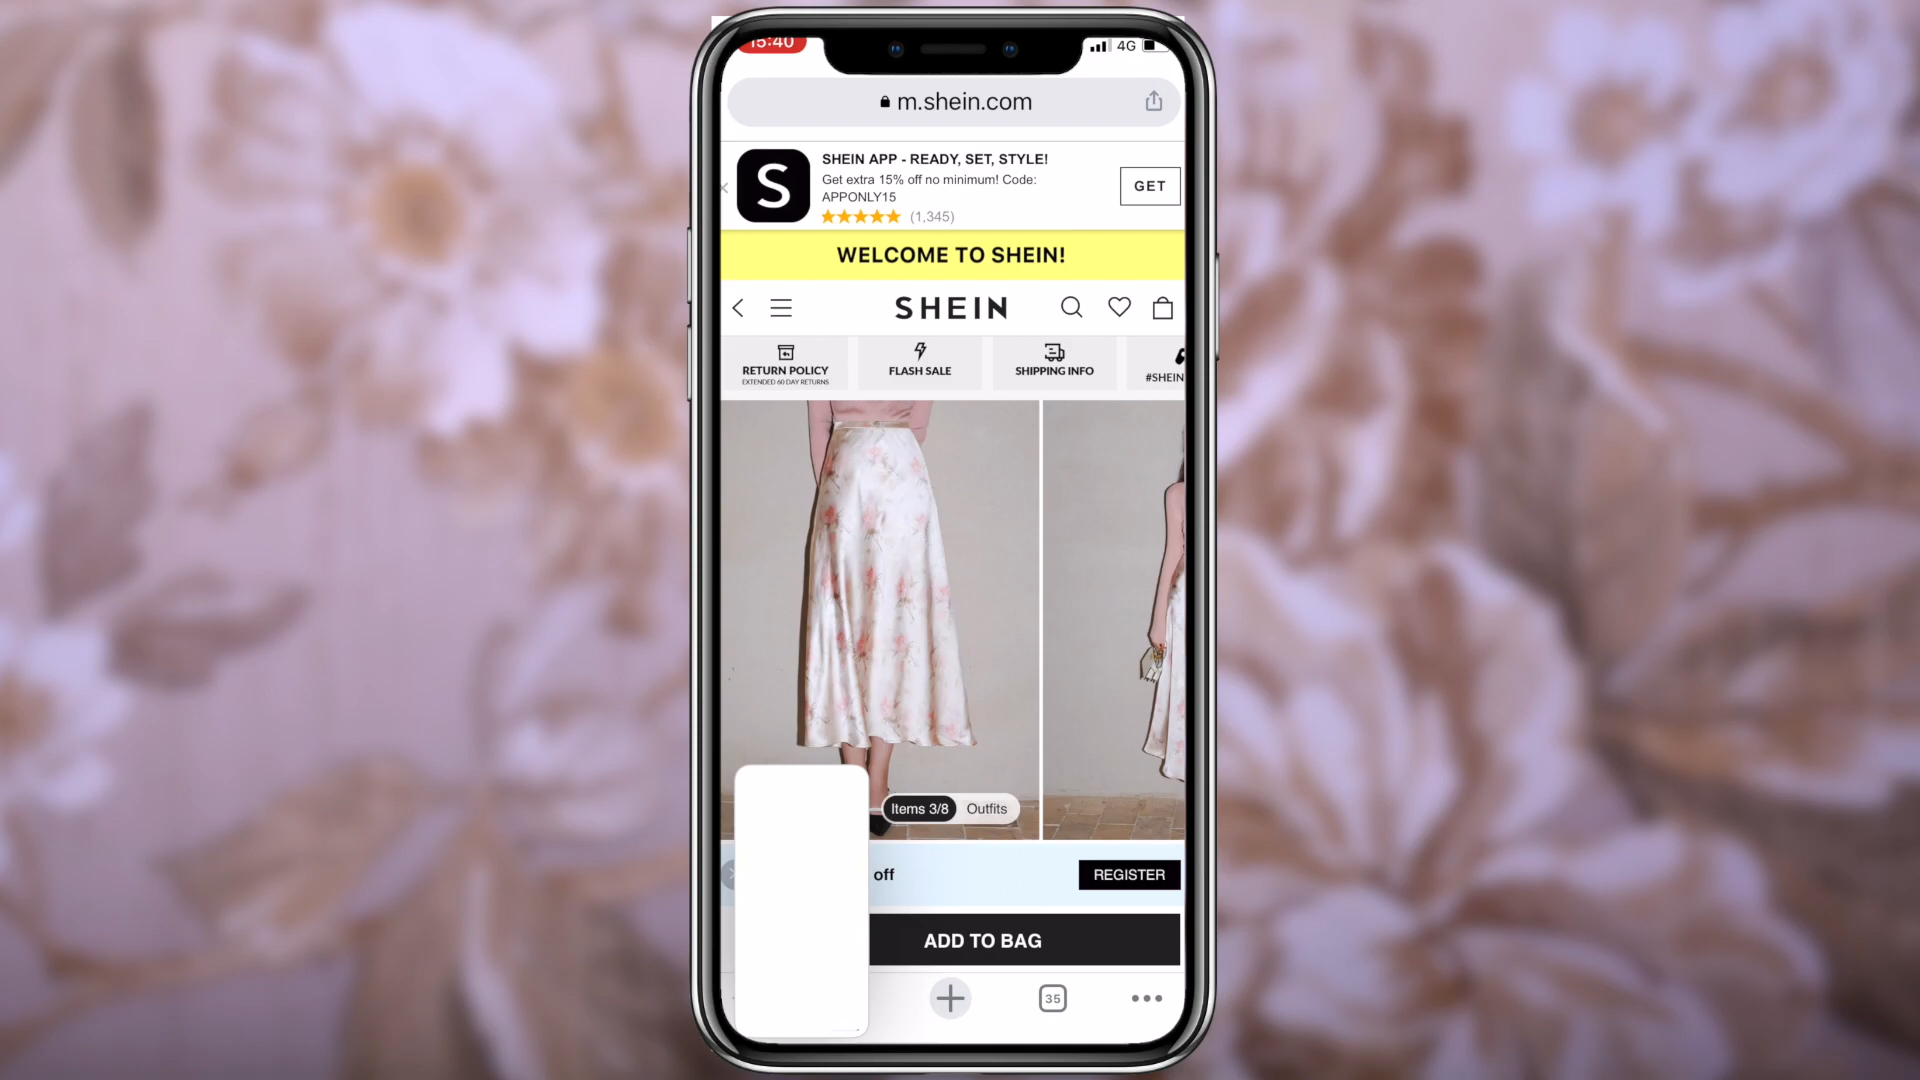 15:40
4G
m.shein.com
S
SHEIN APP - READY, SET, STYLE!
GET
Get extra 15% off no minimum! Code:
APPONLY15
(1,345)
WELCOME TO SHEIN!
SHEIN
RETURN POLICY
EXTENDED 60 DAY RETURNS
FLASH SALE
SHIPPING INFO
#SHEIN
Items 3/8 Outfits
off
REGISTER
ADD TO BAG
35